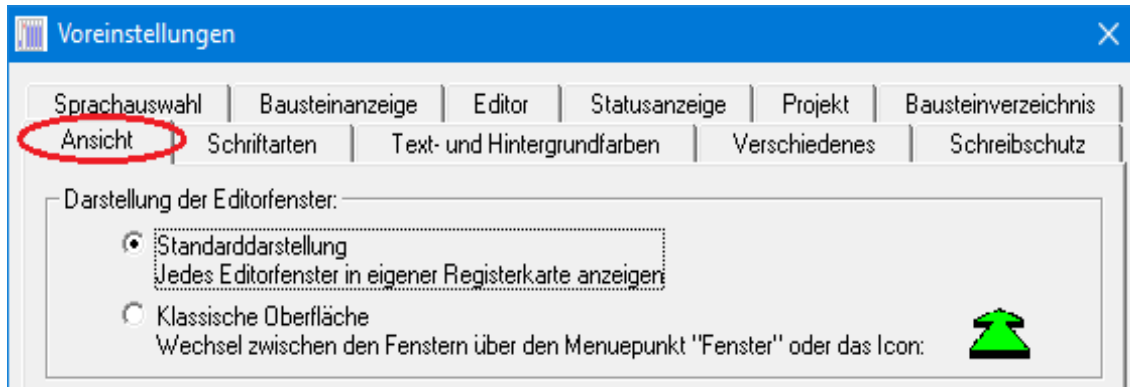 Voreinstellungen
Sprachauswahl Bausteinanzeige Editor Statusanzeige Projekt Bausteinverzeichnis
Ansicht Schriftarten Text- und Hintergrundfarben Verschiedenes Schreibschutz
Darstellung der Editorfenster:
Standarddarstellung
Jedes Editorfenster in eigener Registerkarte anzeigen
Klassische Oberfläche
Wechsel zwischen den Fenstern über den Menuepunkt "Fenster" oder das Icon: